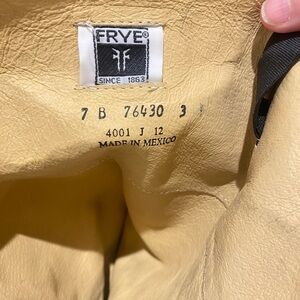 FRYE®
SINCE 1863
7 B 76430 3
4001 J 12
MADE IN MEXICO